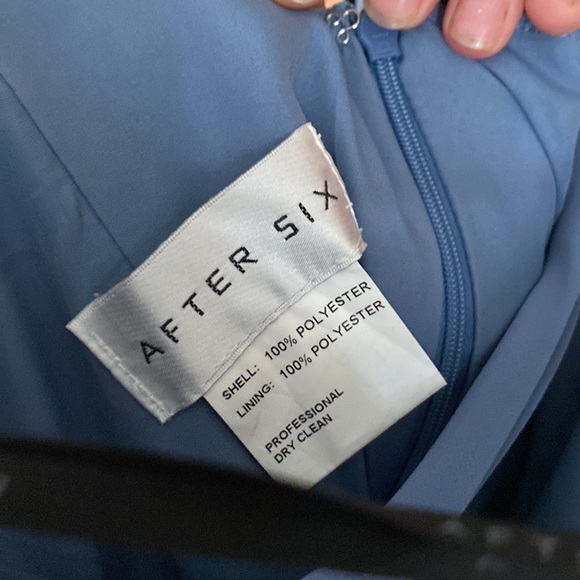 AFTER SIX
SHELL: 100% POLYESTER
LINING: 100% POLYESTER
PROFESSIONAL
DRY CLEAN